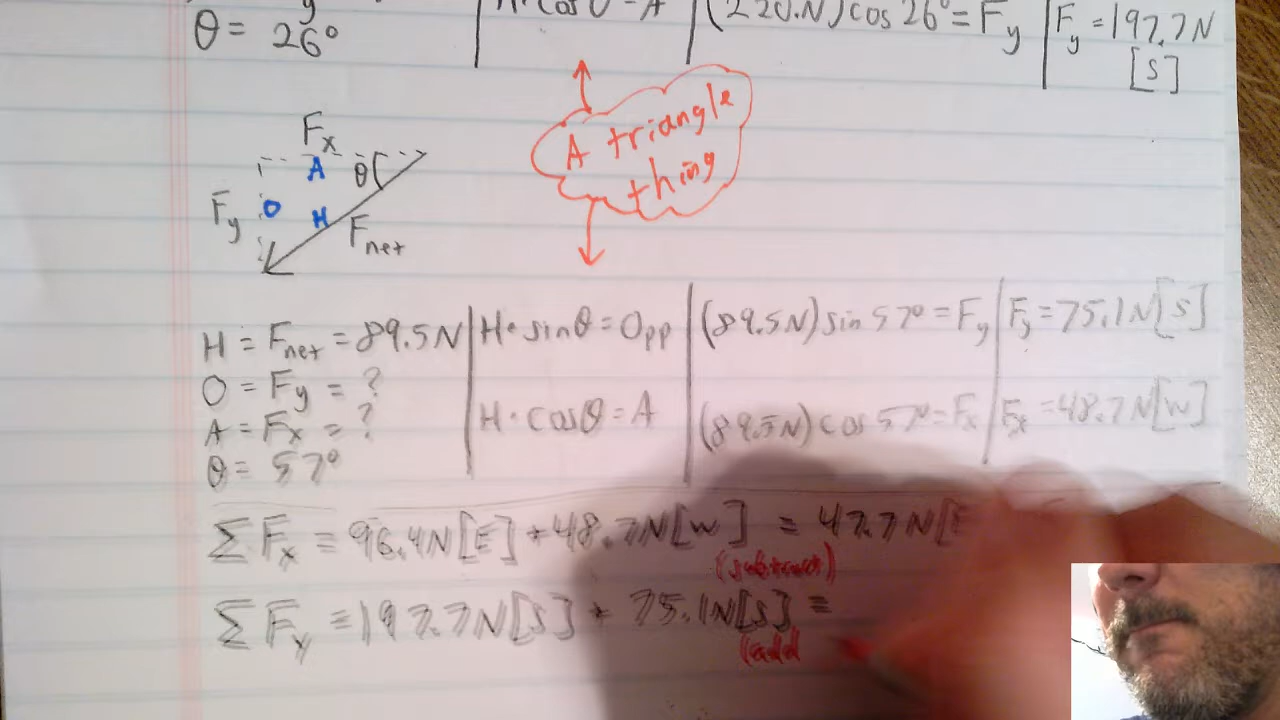 θ = 26°
(220.N)cos 26° = Fy
Fy = 197.7N
[S]
A triangle
thing
Fx
A
θ
Fy
O
H
Fnet
H = Fnet = 89.5N
O = Fy = ?
A = Fx = ?
θ = 57°
H·sinθ = Opp
H·cosθ = A
(89.5N)sin 57° = Fy
(89.5N)cos 57° = Fx
Fy = 75.1N[S]
Fx = 48.7N[W]
ΣFx = 96.4N[E] + 48.7N[W] = 47.7N[E
(subtract)
ΣFy = 197.7N[S] + 75.1N[S] =
(add